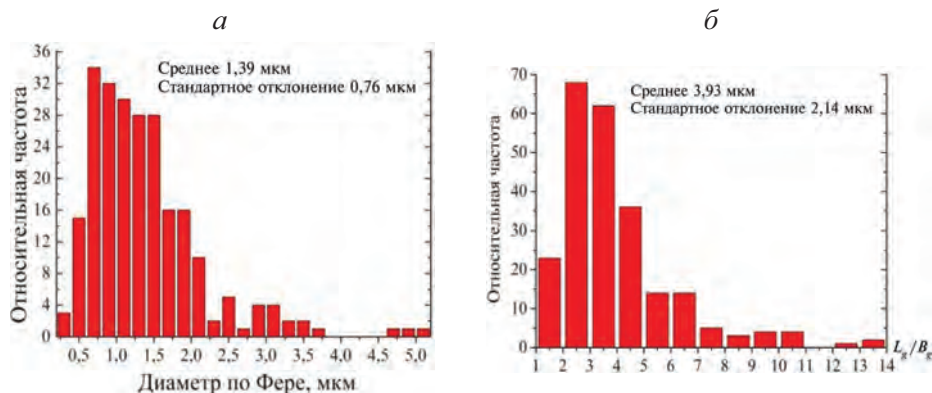 а
36
32
28
24
20
16
12
8
4
0
Относительная частота
Среднее 1,39 мкм
Стандартное отклонение 0,76 мкм
0,5 1,0 1,5 2,0 2,5 3,0 3,5 4,0 4,5 5,0
Диаметр по Фере, мкм
б
70
60
50
40
30
20
10
0
Относительная частота
Среднее 3,93 мкм
Стандартное отклонение 2,14 мкм
1 2 3 4 5 6 7 8 9 10 11 12 13 14
Lg/Bg